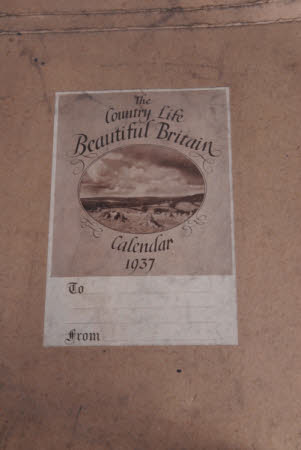 The
Country Life
Beautiful Britain
Calendar
1937
To
From